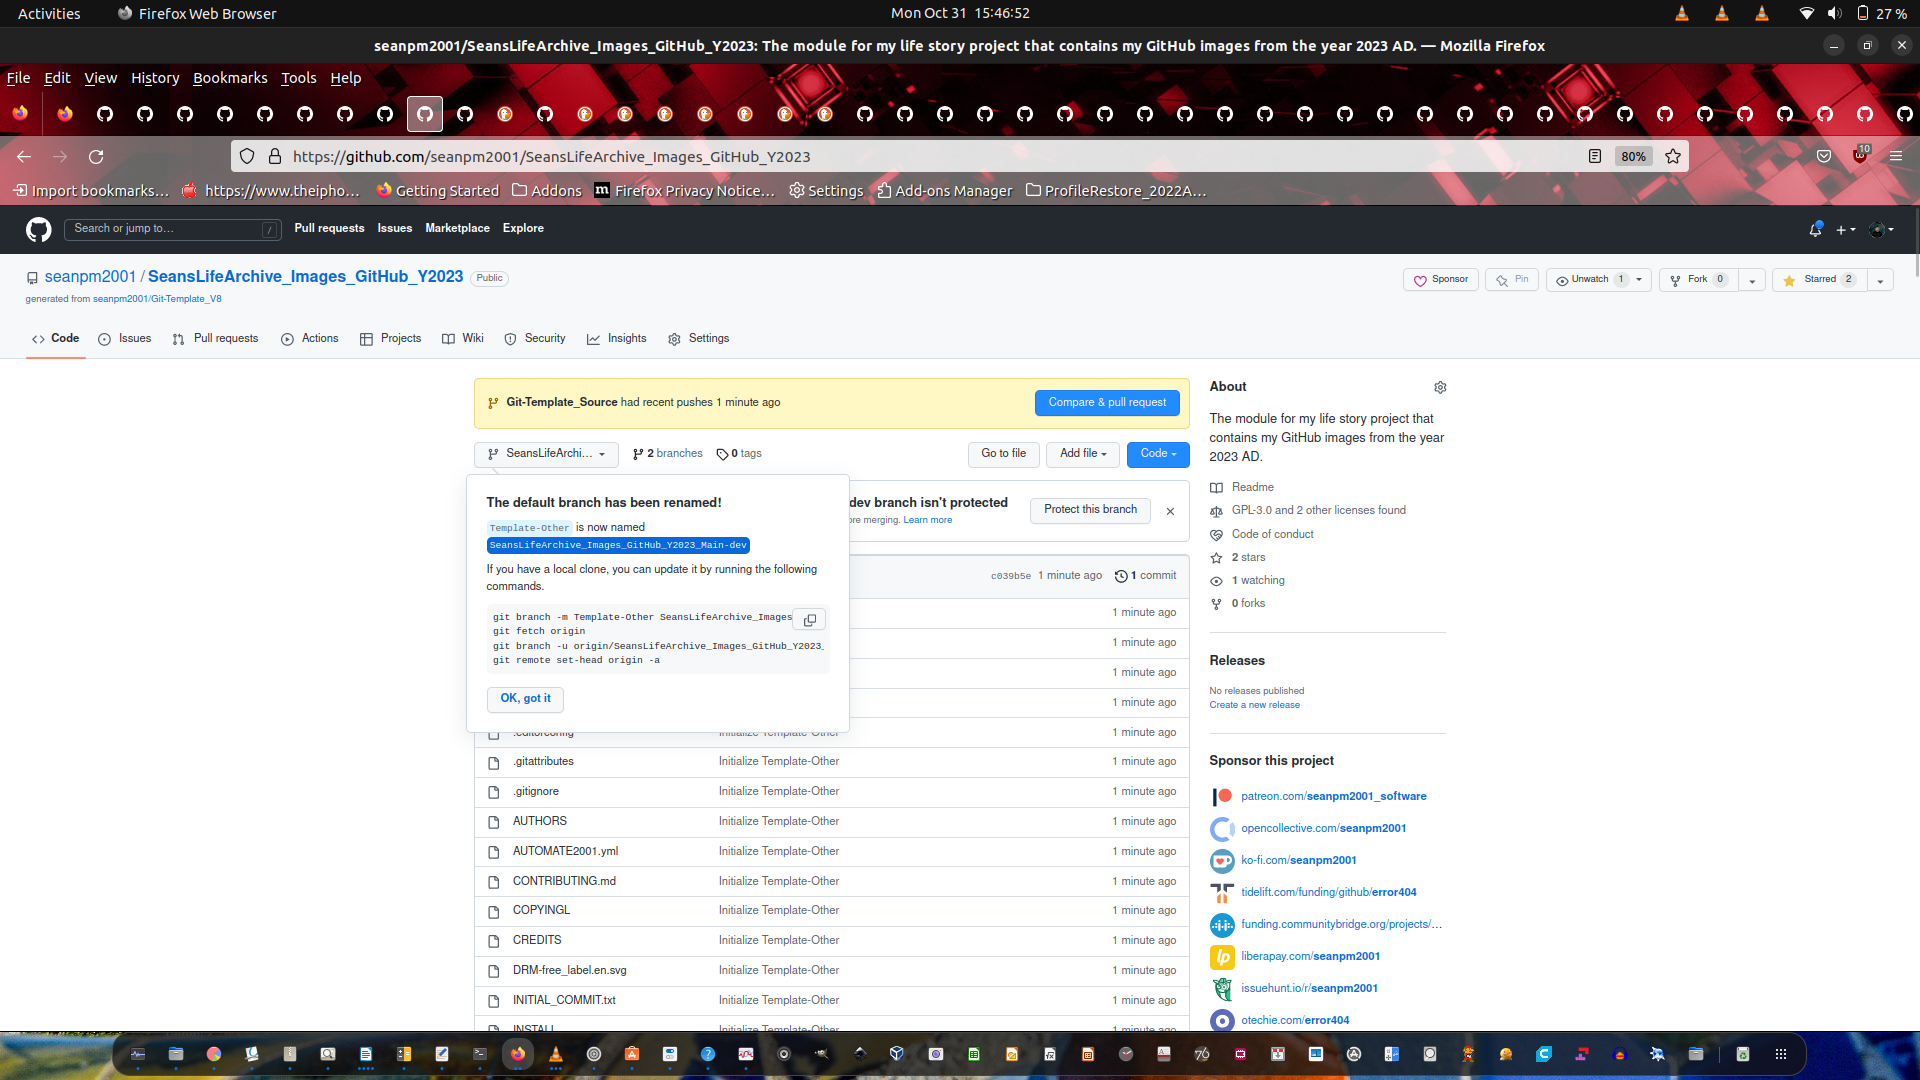 Activities
Firefox Web Browser
Mon Oct 31 15:46:52
27 %
seanpm2001/SeansLifeArchive_Images_GitHub_Y2023: The module for my life story project that contains my GitHub images from the year 2023 AD. — Mozilla Firefox
File Edit View History Bookmarks Tools Help
https://github.com/seanpm2001/SeansLifeArchive_Images_GitHub_Y2023
80%
10
Import bookmarks…
https://www.theipho…
Getting Started
Addons
Firefox Privacy Notice…
Settings
Add-ons Manager
ProfileRestore_2022A…
Search or jump to…
/
Pull requests
Issues
Marketplace
Explore
seanpm2001 / SeansLifeArchive_Images_GitHub_Y2023
Public
generated from seanpm2001/Git-Template_V8
Sponsor
Pin
Unwatch 1
Fork 0
Starred 2
Code
Issues
Pull requests
Actions
Projects
Wiki
Security
Insights
Settings
Git-Template_Source had recent pushes 1 minute ago
Compare & pull request
SeansLifeArchi…
2 branches
0 tags
Go to file
Add file
Code
The default branch has been renamed!
Template-Other is now named
SeansLifeArchive_Images_GitHub_Y2023_Main-dev
If you have a local clone, you can update it by running the following
commands.
git branch -m Template-Other SeansLifeArchive_Images
git fetch origin
git branch -u origin/SeansLifeArchive_Images_GitHub_Y2023_
git remote set-head origin -a
OK, got it
dev branch isn't protected
ore merging. Learn more
Protect this branch
c039b5e 1 minute ago
1 commit
1 minute ago
1 minute ago
1 minute ago
1 minute ago
.editorconfig Initialize Template-Other 1 minute ago
.gitattributes Initialize Template-Other 1 minute ago
.gitignore Initialize Template-Other 1 minute ago
AUTHORS Initialize Template-Other 1 minute ago
AUTOMATE2001.yml Initialize Template-Other 1 minute ago
CONTRIBUTING.md Initialize Template-Other 1 minute ago
COPYINGL Initialize Template-Other 1 minute ago
CREDITS Initialize Template-Other 1 minute ago
DRM-free_label.en.svg Initialize Template-Other 1 minute ago
INITIAL_COMMIT.txt Initialize Template-Other 1 minute ago
INSTALL Initialize Template-Other 1 minute ago
About
The module for my life story project that
contains my GitHub images from the year
2023 AD.
Readme
GPL-3.0 and 2 other licenses found
Code of conduct
2 stars
1 watching
0 forks
Releases
No releases published
Create a new release
Sponsor this project
patreon.com/seanpm2001_software
opencollective.com/seanpm2001
ko-fi.com/seanpm2001
tidelift.com/funding/github/error404
funding.communitybridge.org/projects/…
liberapay.com/seanpm2001
issuehunt.io/r/seanpm2001
otechie.com/error404